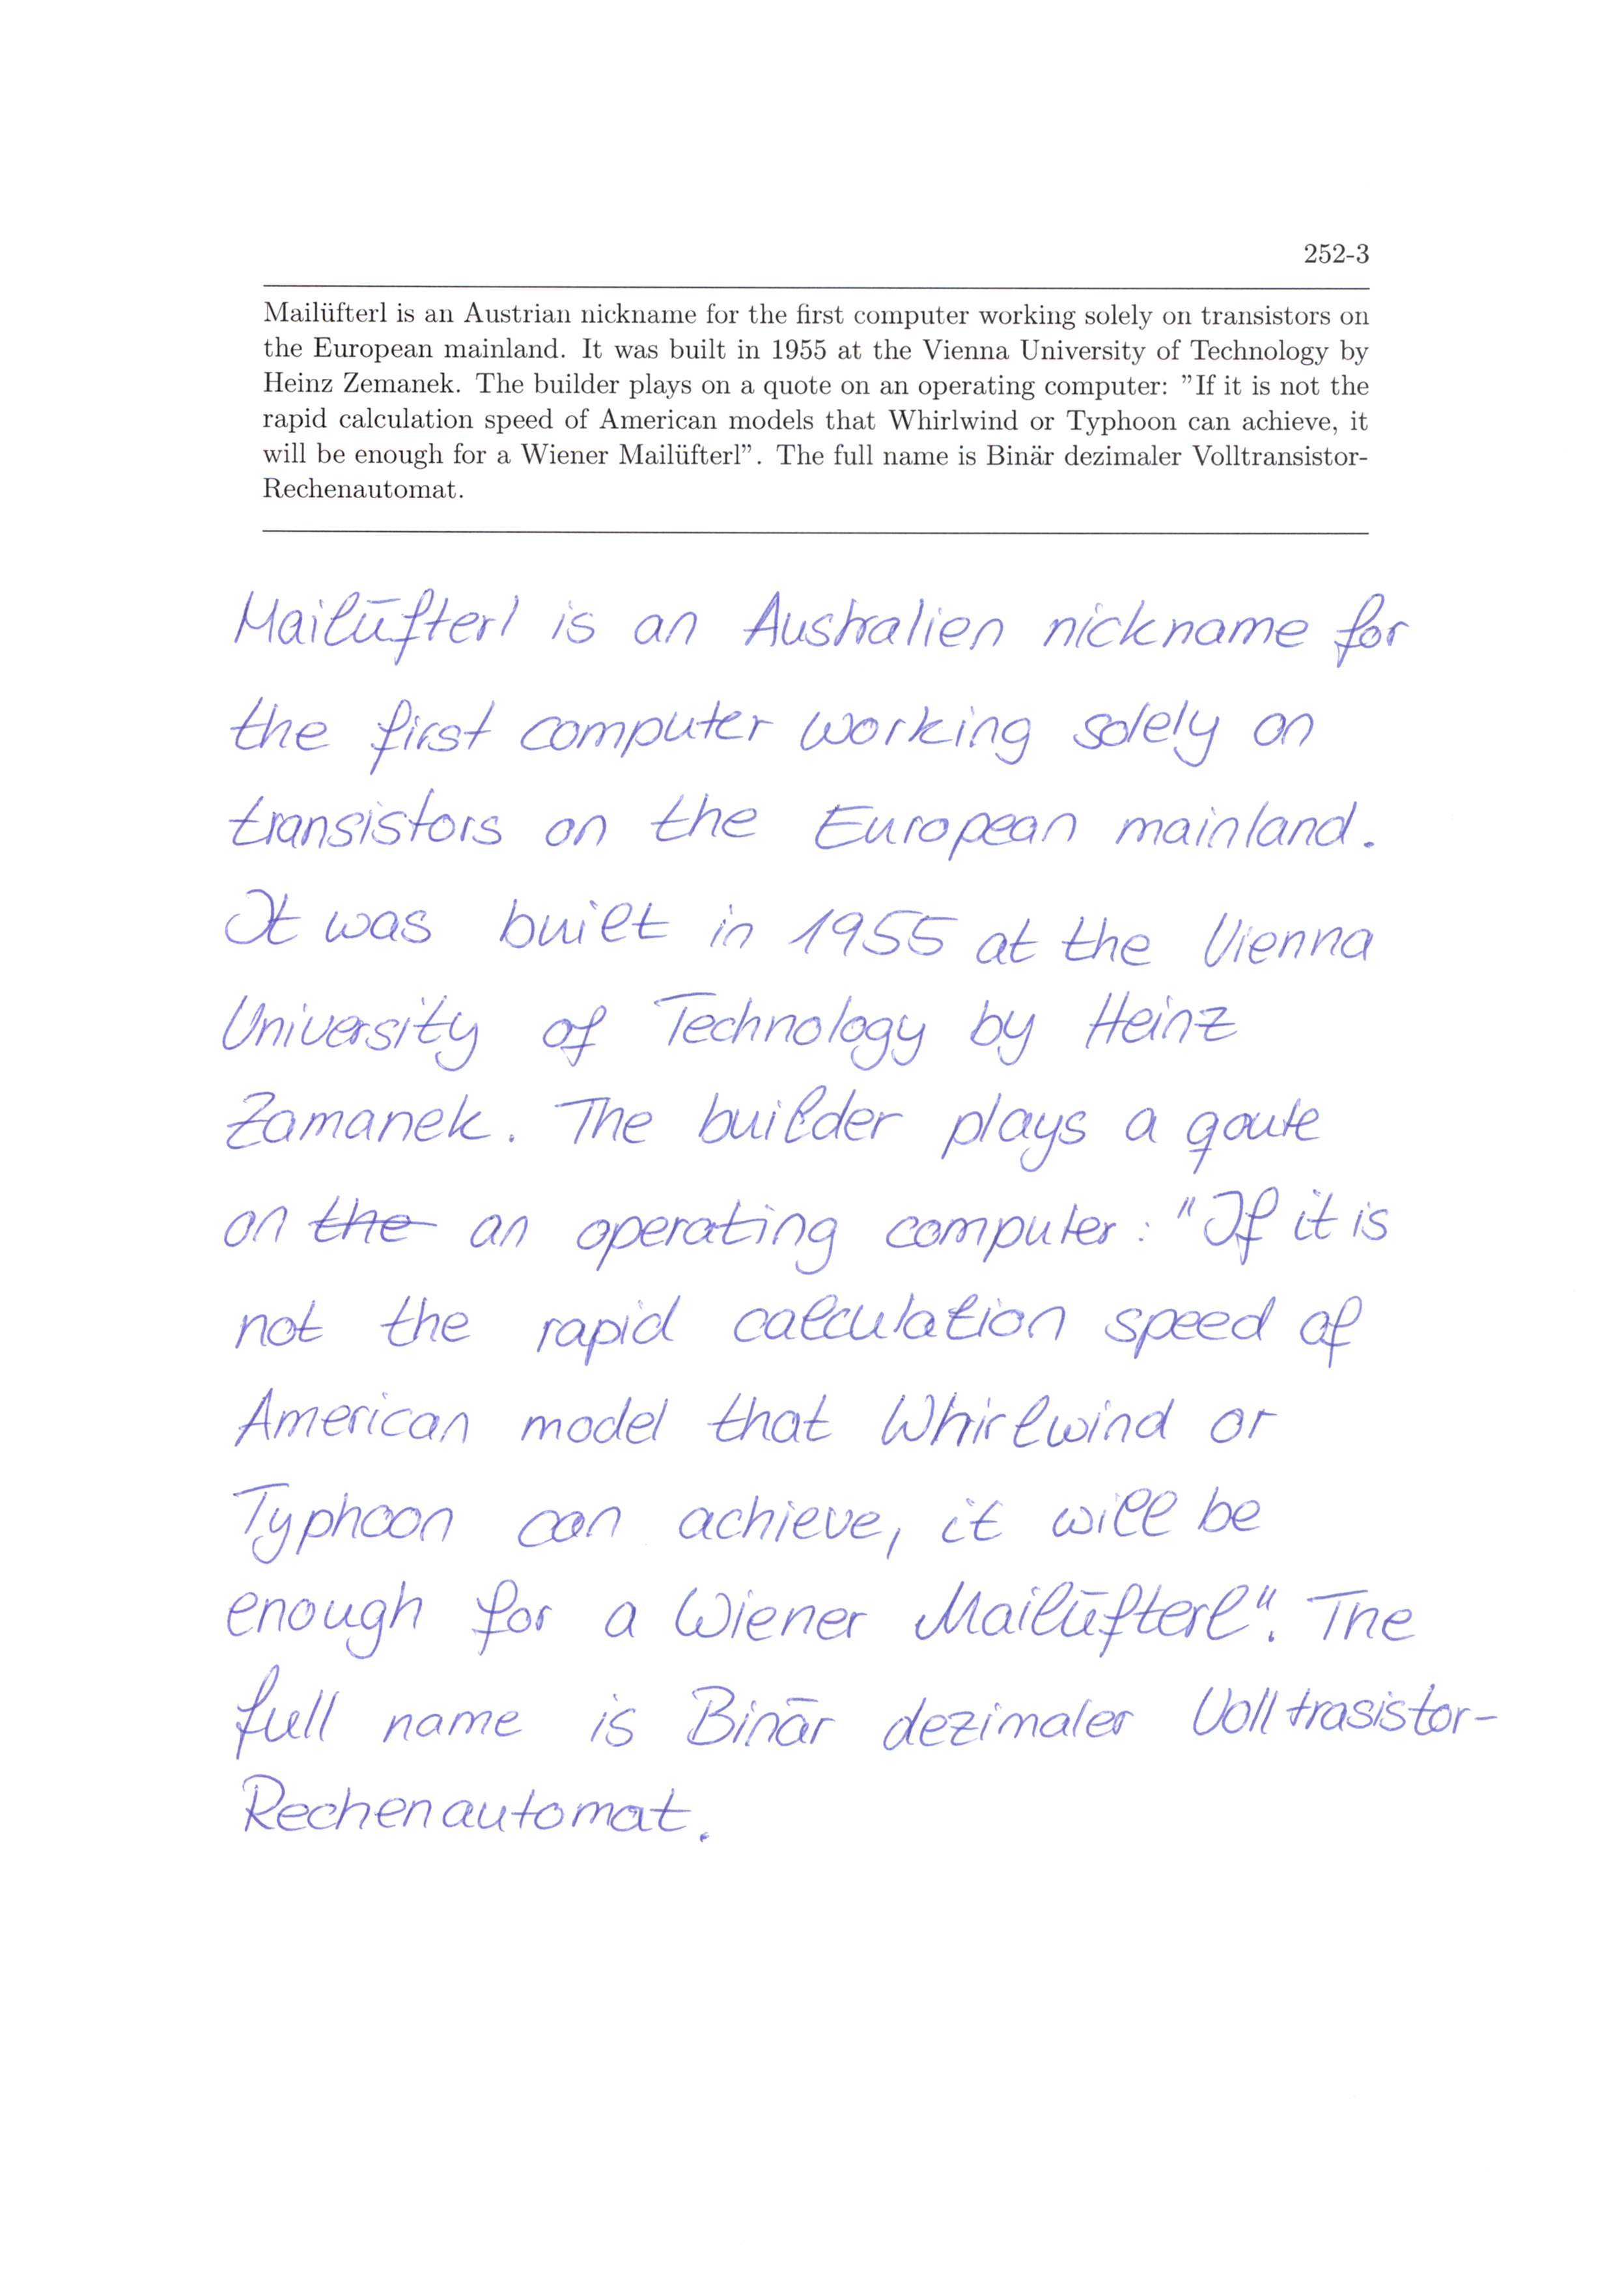 252-3
Mailüfterl is an Austrian nickname for the first computer working solely on transistors on
the European mainland. It was built in 1955 at the Vienna University of Technology by
Heinz Zemanek. The builder plays on a quote on an operating computer: ”If it is not the
rapid calculation speed of American models that Whirlwind or Typhoon can achieve, it
will be enough for a Wiener Mailüfterl”. The full name is Binär dezimaler Volltransistor-
Rechenautomat.
Mailüfterl is an Australien nickname for
the first computer working solely on
transistors on the European mainland.
It was built in 1955 at the Vienna
University of Technology by Heinz
Zamanek. The builder plays a qoute
on the an operating computer: "If it is
not the rapid calculation speed of
American model that Whirlwind or
Typhoon can achieve, it will be
enough for a Wiener Mailüfterl". The
full name is Binär dezimaler Volltrasistor-
Rechenautomat.